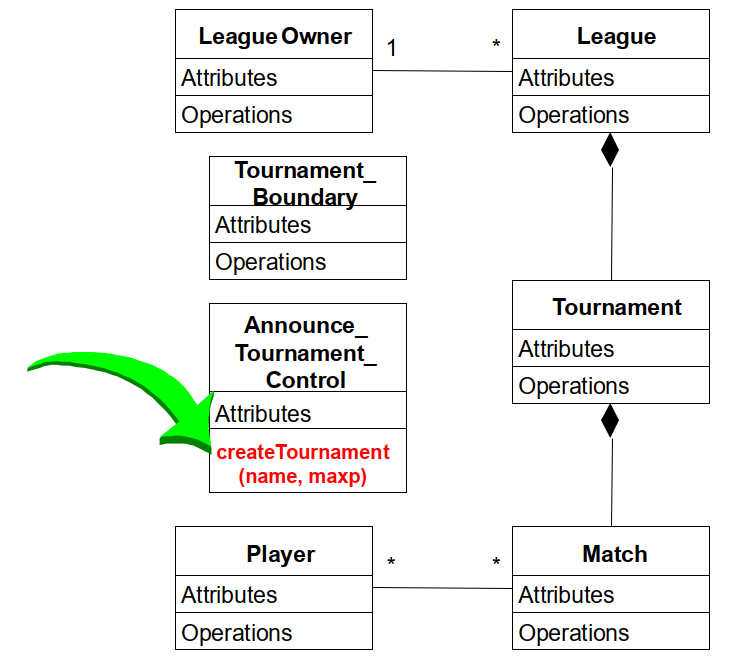 League Owner
1
*
League
Attributes
Operations
Attributes
Operations
Tournament_
Boundary
Attributes
Operations
Announce_
Tournament_
Control
Attributes
createTournament
(name, maxp)
Tournament
Attributes
Operations
Player
*
*
Match
Attributes
Operations
Attributes
Operations